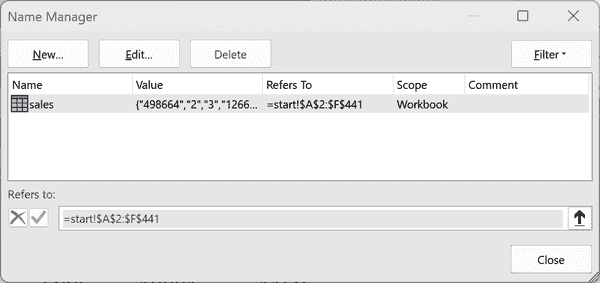 Name Manager
New... Edit... Delete Filter
Name Value Refers To Scope Comment
sales {"498664","2","3","1266... =start!$A$2:$F$441 Workbook
Refers to:
=start!$A$2:$F$441
Close